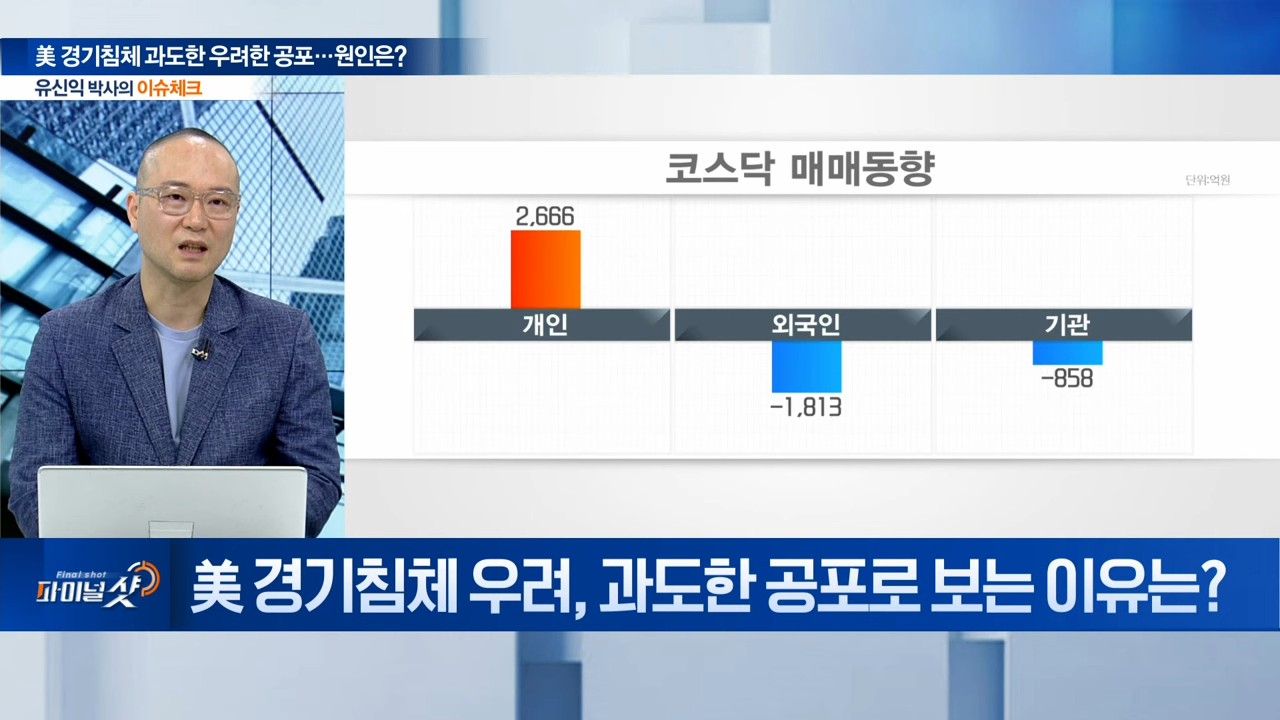 美 경기침체 과도한 우려한 공포…원인은?
유신익 박사의 이슈체크
코스닥 매매동향
단위:억원
2,666
개인
외국인
기관
-1,813
-858
Final shot
파이널샷
美 경기침체 우려, 과도한 공포로 보는 이유는?